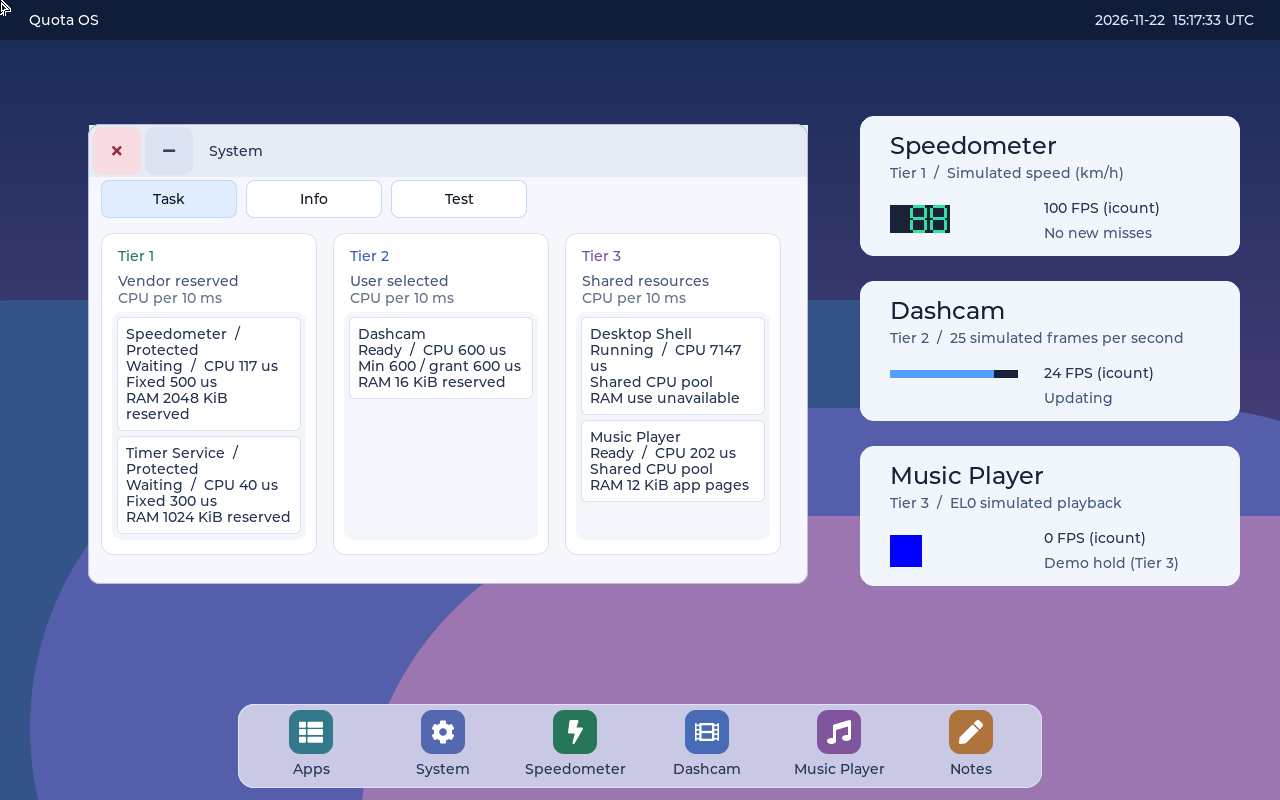 Quota OS
2026-11-22 15:17:33 UTC
System
Task
Info
Test
Tier 1
Vendor reserved
CPU per 10 ms
Speedometer /
Protected
Waiting / CPU 117 us
Fixed 500 us
RAM 2048 KiB
reserved
Timer Service /
Protected
Waiting / CPU 40 us
Fixed 300 us
RAM 1024 KiB reserved
Tier 2
User selected
CPU per 10 ms
Dashcam
Ready / CPU 600 us
Min 600 / grant 600 us
RAM 16 KiB reserved
Tier 3
Shared resources
CPU per 10 ms
Desktop Shell
Running / CPU 7147
us
Shared CPU pool
RAM use unavailable
Music Player
Ready / CPU 202 us
Shared CPU pool
RAM 12 KiB app pages
Speedometer
Tier 1 / Simulated speed (km/h)
88
100 FPS (icount)
No new misses
Dashcam
Tier 2 / 25 simulated frames per second
24 FPS (icount)
Updating
Music Player
Tier 3 / EL0 simulated playback
0 FPS (icount)
Demo hold (Tier 3)
Apps
System
Speedometer
Dashcam
Music Player
Notes